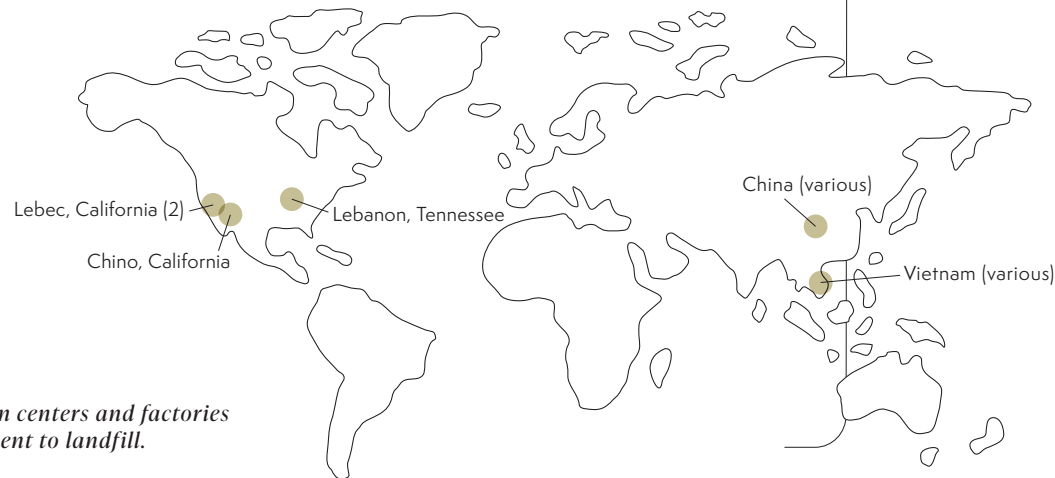 China (various)
Lebec, California (2)
Lebanon, Tennessee
Chino, California
Vietnam (various)
n centers and factories
ent to landfill.